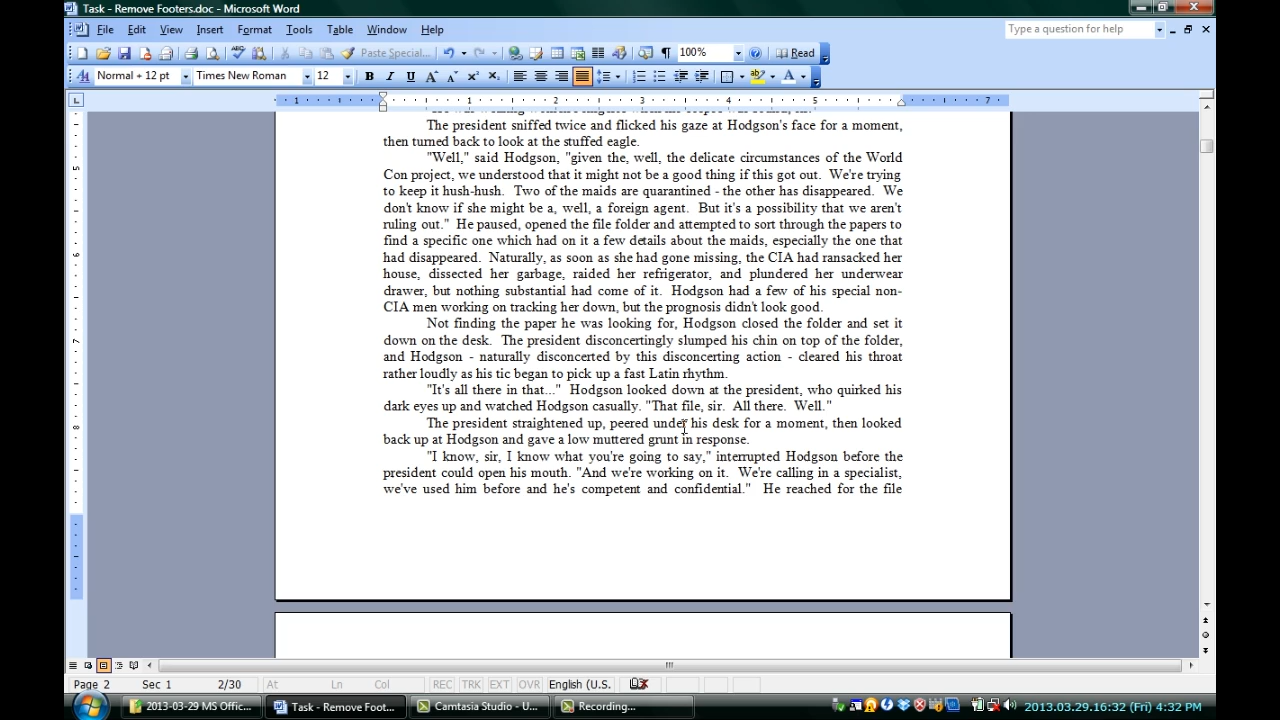 Task - Remove Footers.doc - Microsoft Word
File Edit View Insert Format Tools Table Window Help
Type a question for help
Paste Special... 100% Read
Normal + 12 pt Times New Roman 12 B I U
1 1 2 3 4 5 7
The president sniffed twice and flicked his gaze at Hodgson's face for a moment,
then turned back to look at the stuffed eagle.
"Well," said Hodgson, "given the, well, the delicate circumstances of the World
Con project, we understood that it might not be a good thing if this got out. We're trying
to keep it hush-hush. Two of the maids are quarantined - the other has disappeared. We
don't know if she might be a, well, a foreign agent. But it's a possibility that we aren't
ruling out." He paused, opened the file folder and attempted to sort through the papers to
find a specific one which had on it a few details about the maids, especially the one that
had disappeared. Naturally, as soon as she had gone missing, the CIA had ransacked her
house, dissected her garbage, raided her refrigerator, and plundered her underwear
drawer, but nothing substantial had come of it. Hodgson had a few of his special non-
CIA men working on tracking her down, but the prognosis didn't look good.
Not finding the paper he was looking for, Hodgson closed the folder and set it
down on the desk. The president disconcertingly slumped his chin on top of the folder,
and Hodgson - naturally disconcerted by this disconcerting action - cleared his throat
rather loudly as his tic began to pick up a fast Latin rhythm.
"It's all there in that..." Hodgson looked down at the president, who quirked his
dark eyes up and watched Hodgson casually. "That file, sir. All there. Well."
The president straightened up, peered under his desk for a moment, then looked
back up at Hodgson and gave a low muttered grunt in response.
"I know, sir, I know what you're going to say," interrupted Hodgson before the
president could open his mouth. "And we're working on it. We're calling in a specialist,
we've used him before and he's competent and confidential." He reached for the file
Page 2 Sec 1 2/30 At Ln Col REC TRK EXT OVR English (U.S.
2013-03-29 MS Offic... Task - Remove Foot... Camtasia Studio - U... Recording... 2013.03.29.16:32 (Fri) 4:32 PM